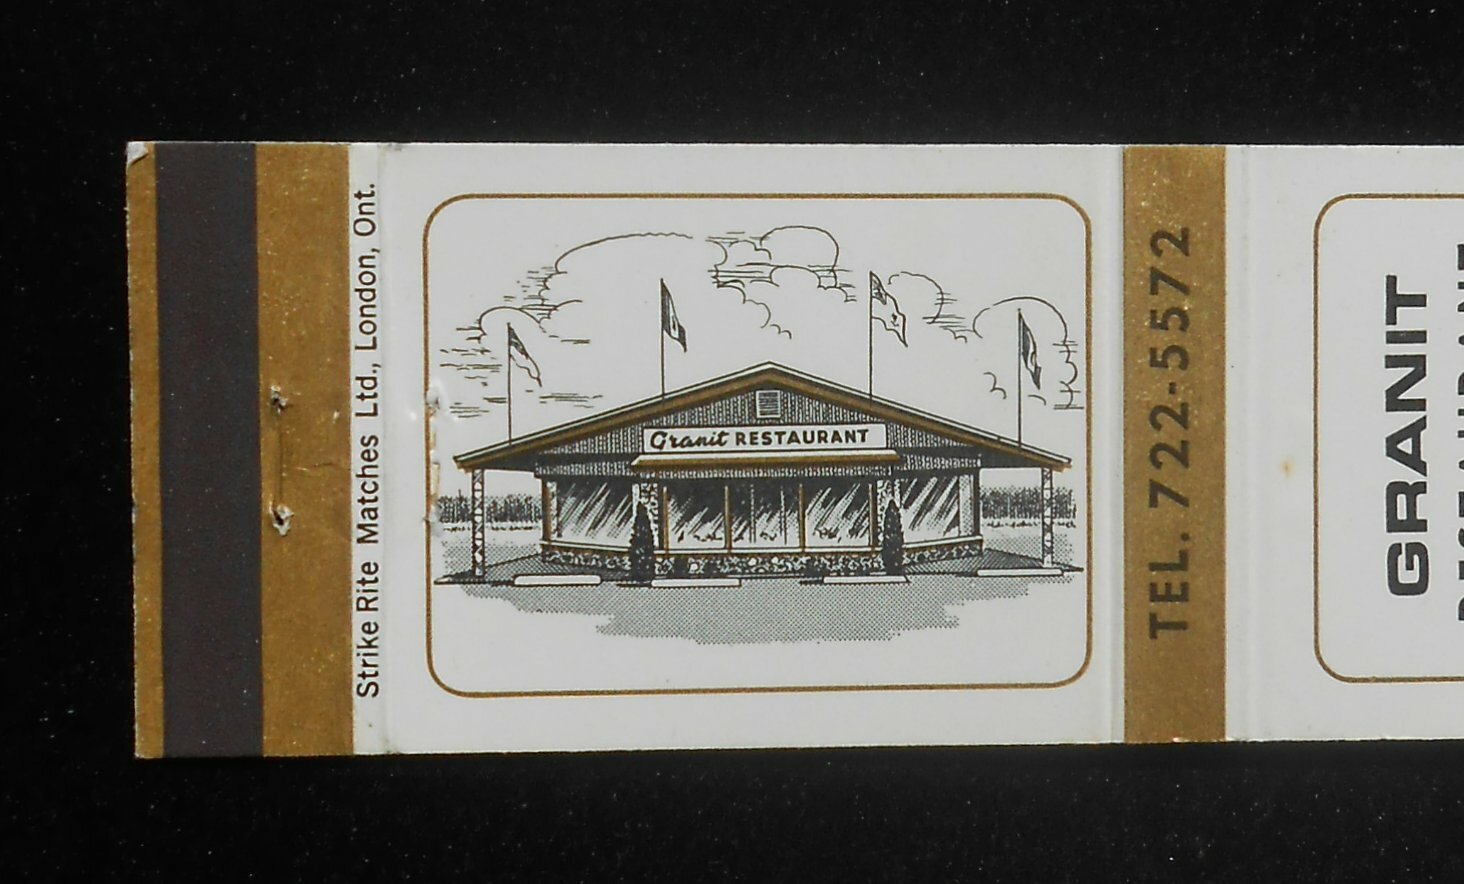 Strike Rite Matches Ltd., London, Ont.
Granit RESTAURANT
TEL. 722-5572
GRANIT